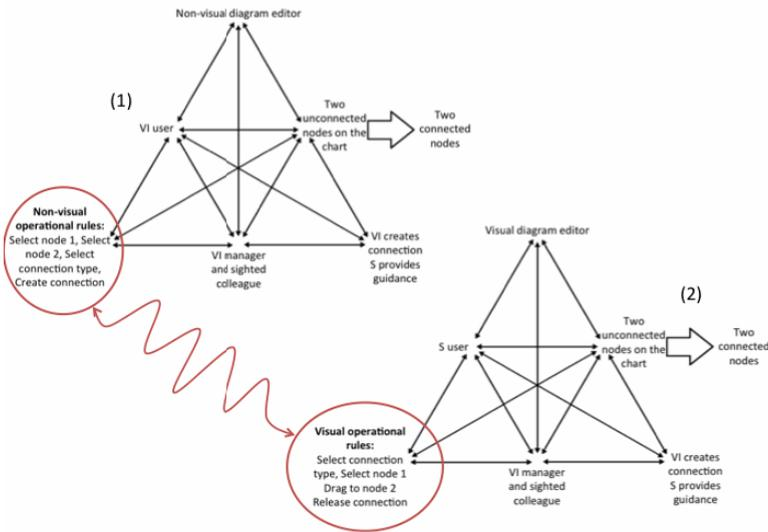 Non-visual diagram editor
(1)
VI user
Two
unconnected
nodes on the
chart
Two
connected
nodes
Non-visual
operational rules:
Select node 1, Select
node 2, Select
connection type,
Create connection
VI manager
and sighted
colleague
VI creates
connection
S provides
guidance
Visual diagram editor
(2)
S user
Two
unconnected
nodes on the
chart
Two
connected
nodes
Visual operational
rules:
Select connection
type, Select node 1
Drag to node 2
Release connection
VI manager
and sighted
colleague
VI creates
connection
S provides
guidance